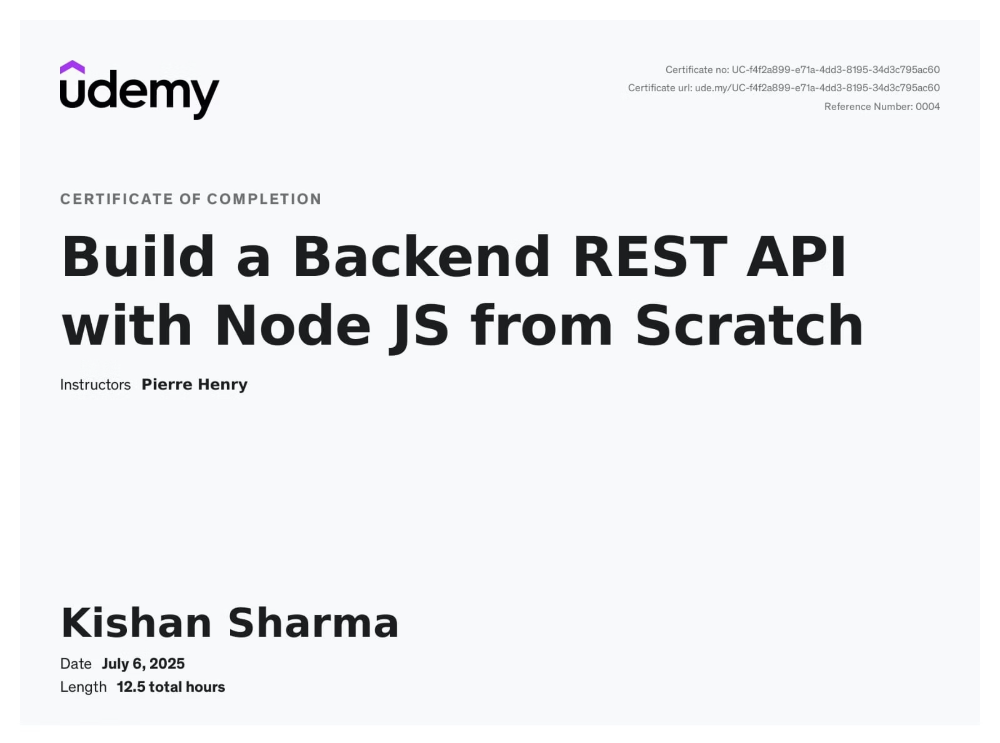 udemy
Certificate no: UC-f4f2a899-e71a-4dd3-8195-34d3c795ac60
Certificate url: ude.my/UC-f4f2a899-e71a-4dd3-8195-34d3c795ac60
Reference Number: 0004
CERTIFICATE OF COMPLETION
Build a Backend REST API
with Node JS from Scratch
Instructors Pierre Henry
Kishan Sharma
Date July 6, 2025
Length 12.5 total hours